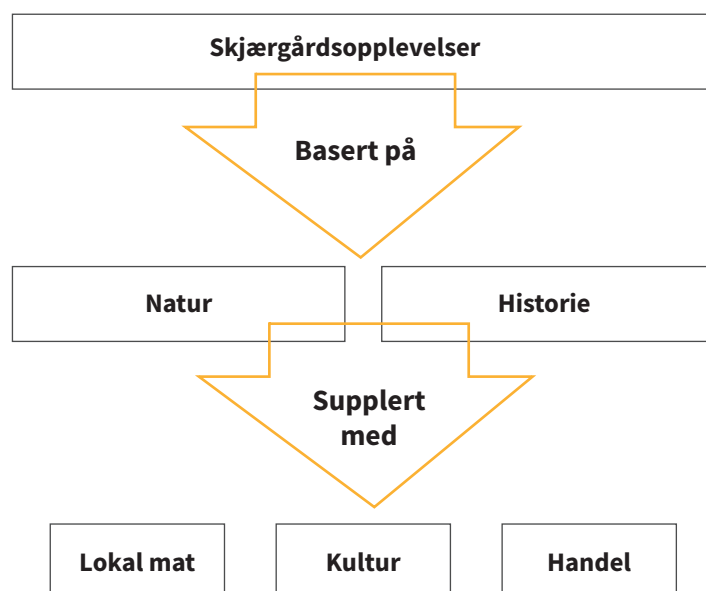 Skjærgårdsopplevelser
Basert på
Natur
Historie
Supplert
med
Lokal mat
Kultur
Handel